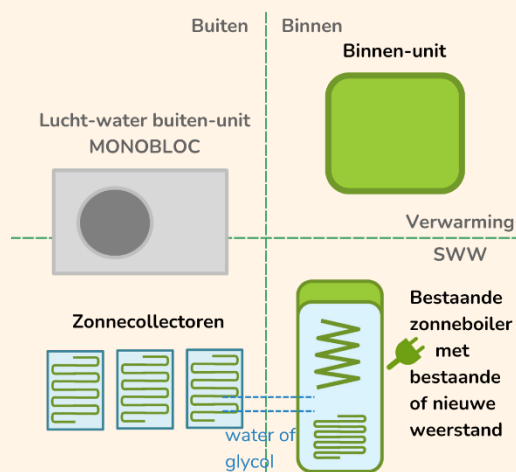 Buiten
Binnen
Binnen-unit
Lucht-water buiten-unit
MONOBLOC
Verwarming
SWW
Zonnecollectoren
Bestaande
zonneboiler
met
bestaande
of nieuwe
weerstand
water of
glycol